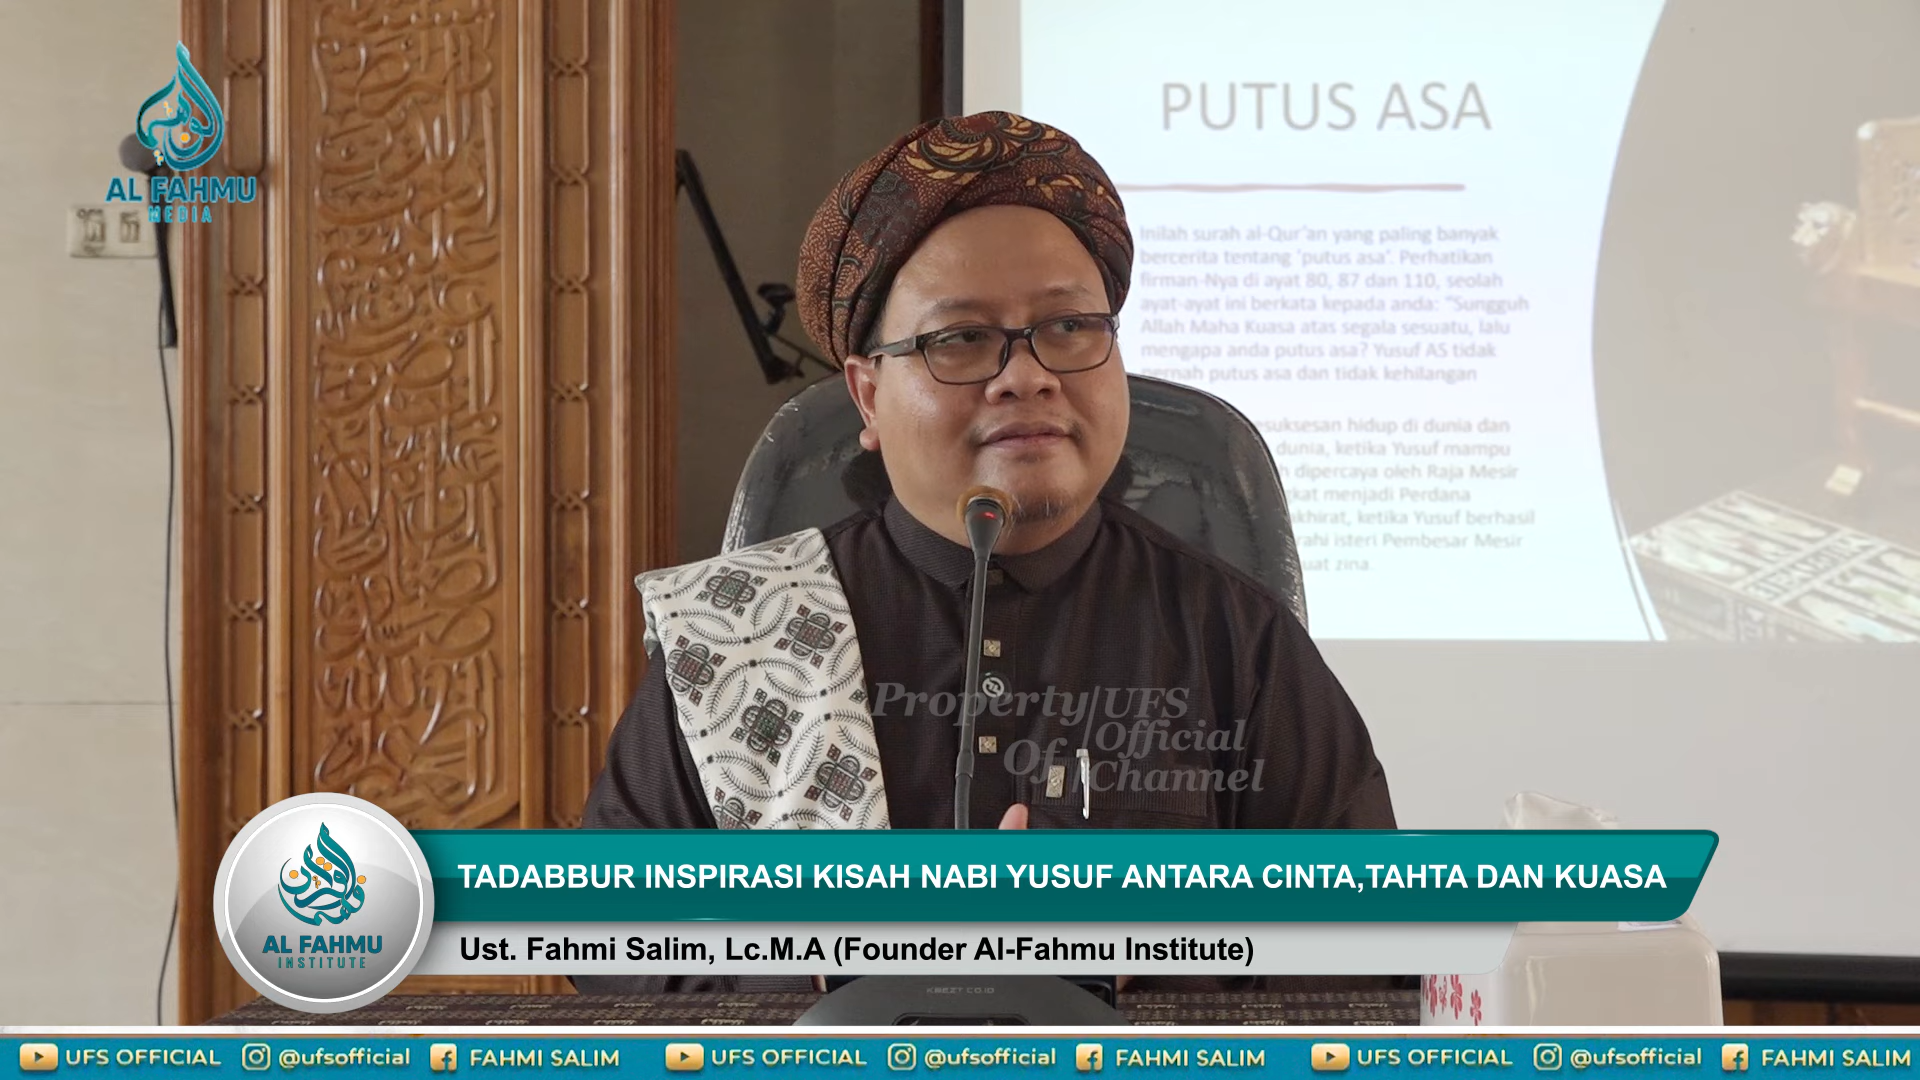 AL FAHMU
MEDIA
PUTUS ASA
Inilah surah al-Qur'an yang paling banyak
bercerita tentang 'putus asa'. Perhatikan
firman-Nya di ayat 80, 87 dan 110, seolah
ayat-ayat ini berkata kepada anda: "Sungguh
Allah Maha Kuasa atas segala sesuatu, lalu
mengapa anda putus asa? Yusuf AS tidak
pernah putus asa dan tidak kehilangan
suksesan hidup di dunia dan
dunia, ketika Yusuf mampu
dipercaya oleh Raja Mesir
menjadi Perdana
ketika Yusuf berhasil
isteri Pembesar Mesir
zina.
Property Of
UFS
Official
Channel
TADABBUR INSPIRASI KISAH NABI YUSUF ANTARA CINTA,TAHTA DAN KUASA
Ust. Fahmi Salim, Lc.M.A (Founder Al-Fahmu Institute)
AL FAHMU
INSTITUTE
UFS OFFICIAL @ufsofficial FAHMI SALIM UFS OFFICIAL @ufsofficial FAHMI SALIM UFS OFFICIAL @ufsofficial FAHMI SALIM